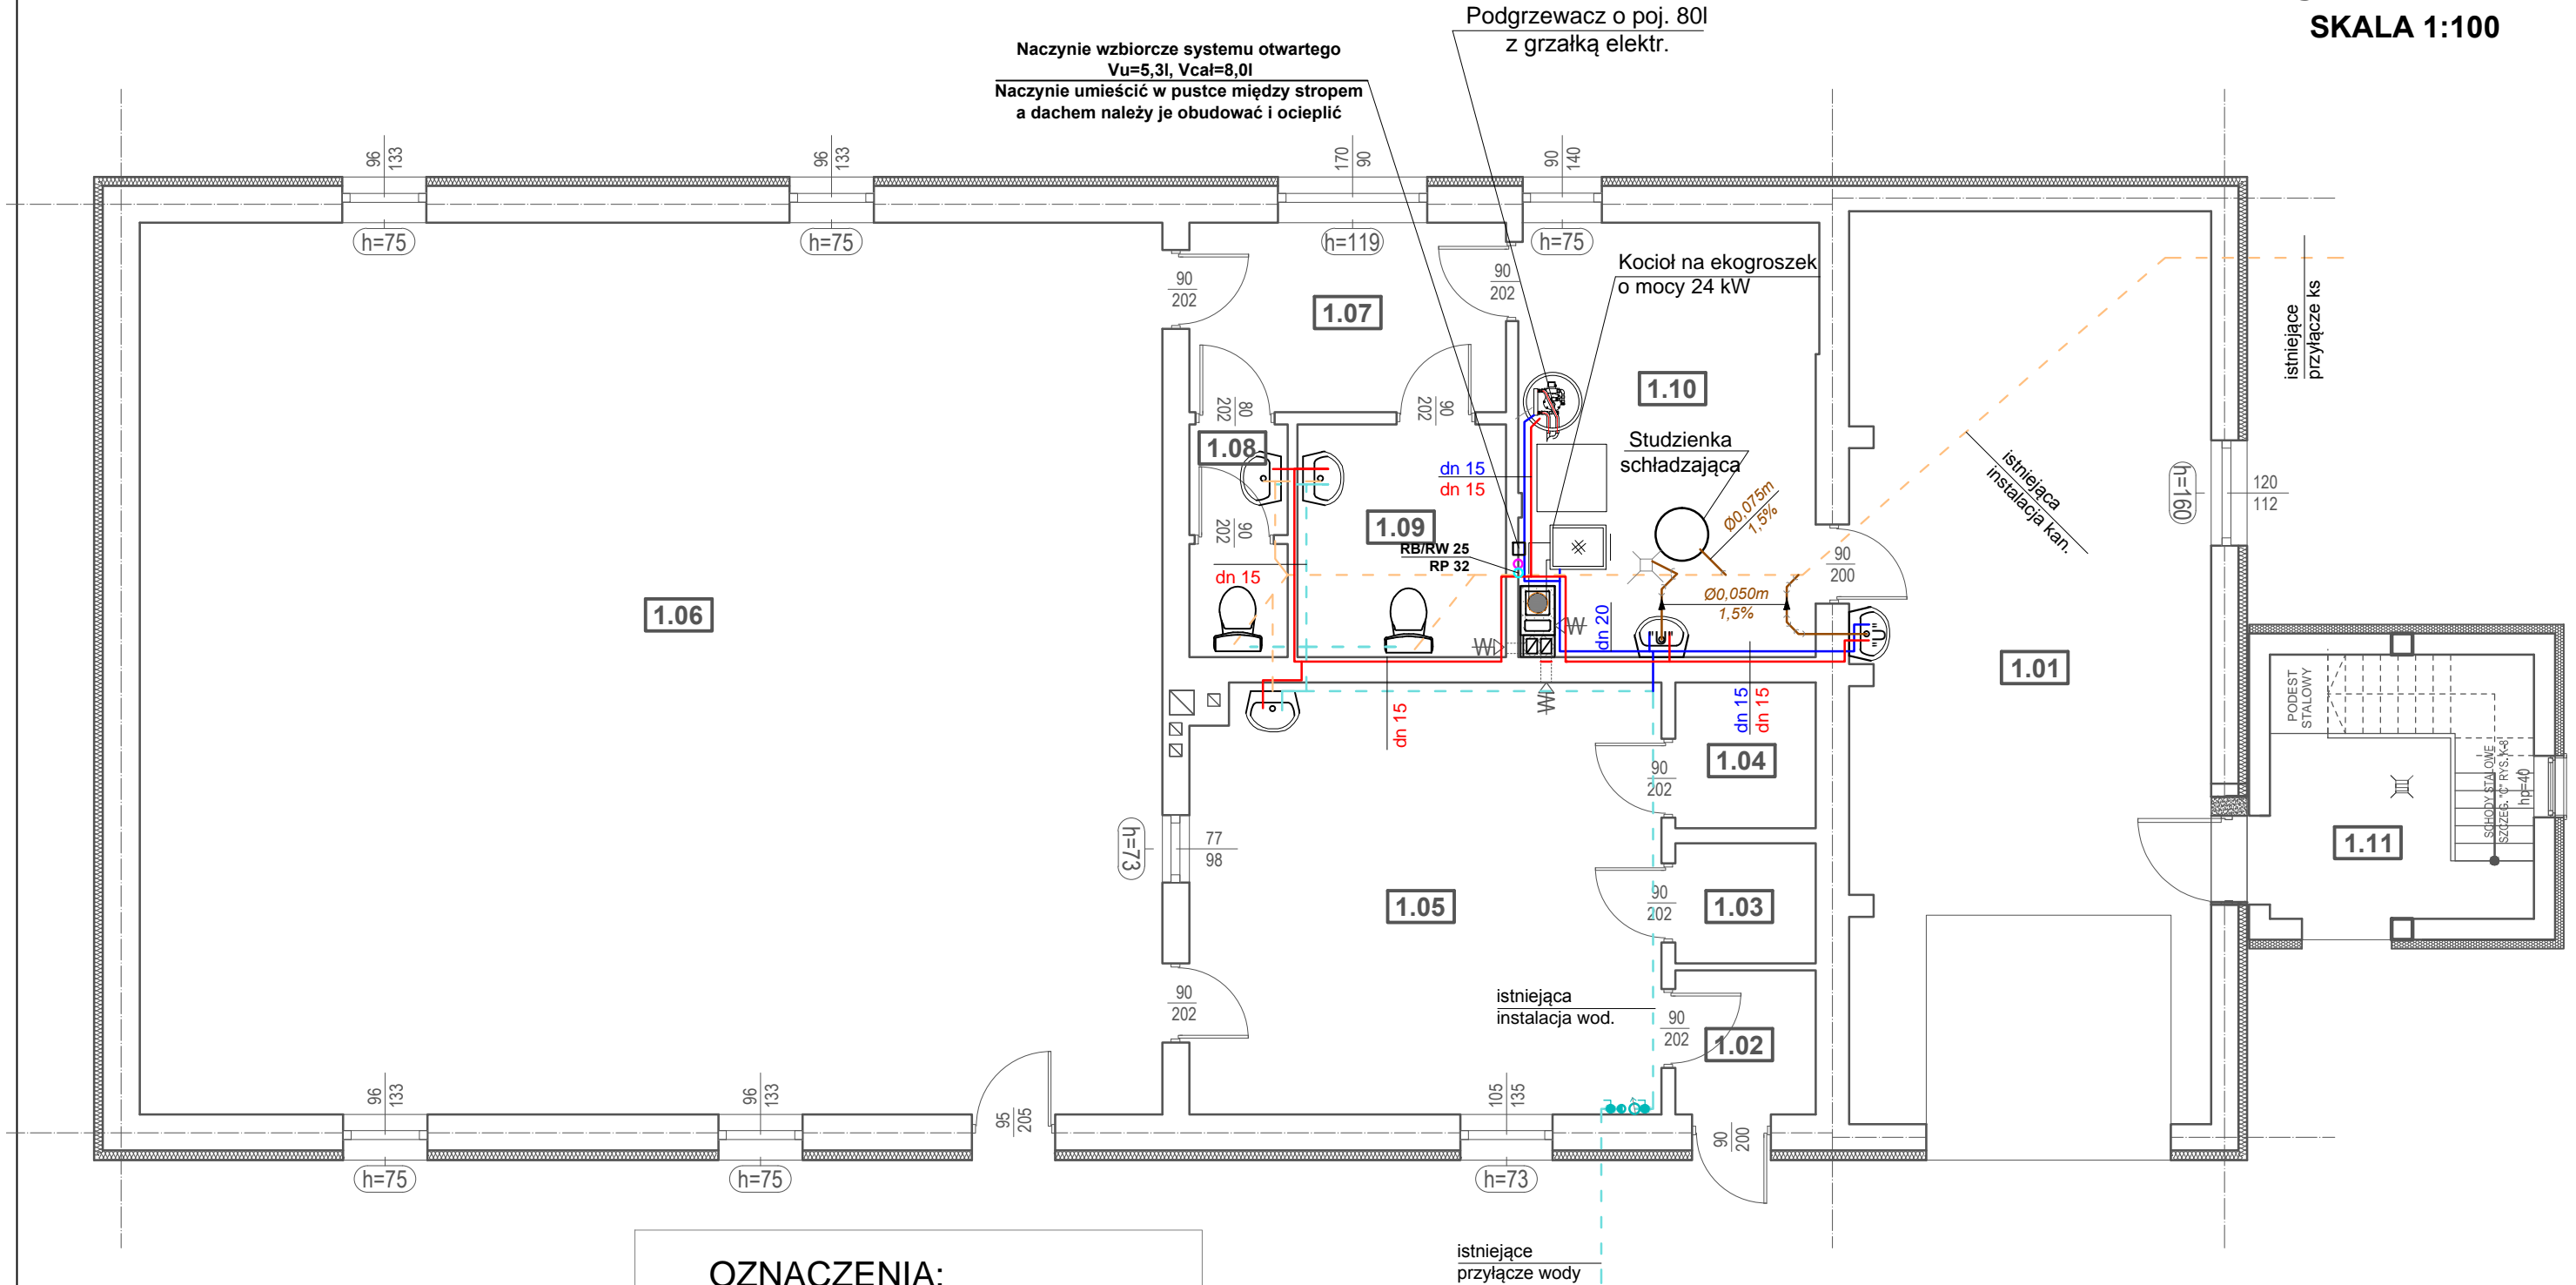 SKALA 1:100
Podgrzewacz o poj. 80l
z grzałką elektr.
Naczynie wzbiorcze systemu otwartego
Vu=5,3l, Vcał=8,0l
Naczynie umieścić w pustce między stropem
a dachem należy je obudować i ocieplić
96
133
96
133
170
90
90
140
h=75
h=75
h=119
h=75
Kocioł na ekogroszek
o mocy 24 kW
90
202
90
202
1.07
istniejące
przyłącze ks
1.10
80
202
90
202
1.08
Studzienka
schładzająca
dn 15
dn 15
istniejąca
instalacja kan.
h=160
120
112
Ø0,075m
1,5%
90
202
1.09
RB/RW 25
RP 32
90
200
dn 15
Ø0,050m
1,5%
1.06
dn 20
W
W
W
"U"
"U"
1.01
PODEST
STALOWY
dn 15
dn 15
dn 15
90
202
1.04
SCHODY STALOWE
SZCZEG. "C" RYS. K-8
hp=40
h=73
77
98
1.11
1.05
90
202
1.03
90
202
istniejąca
instalacja wod.
90
202
1.02
96
133
96
133
95
205
105
135
90
200
h=75
h=75
h=73
istniejące
przyłącze wody
OZNACZENIA: